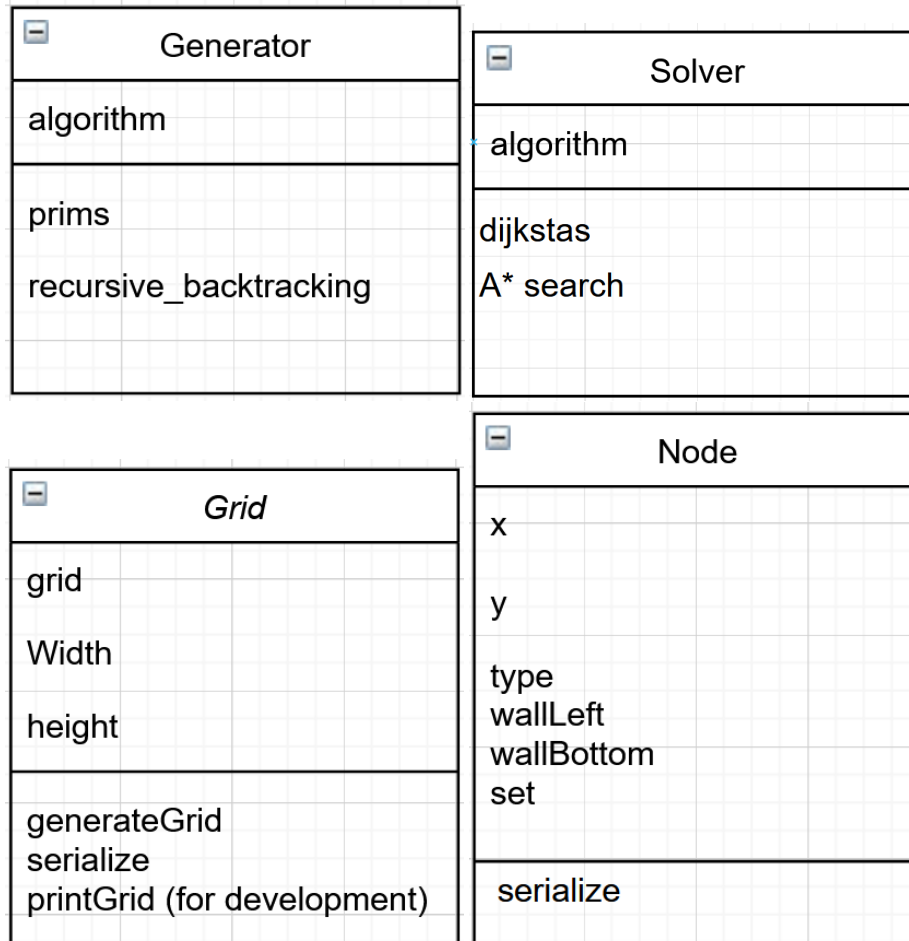 Generator
algorithm
prims
recursive_backtracking
Solver
algorithm
dijkstas
A* search
Grid
grid
Width
height
generateGrid
serialize
printGrid (for development)
Node
x
y
type
wallLeft
wallBottom
set
serialize